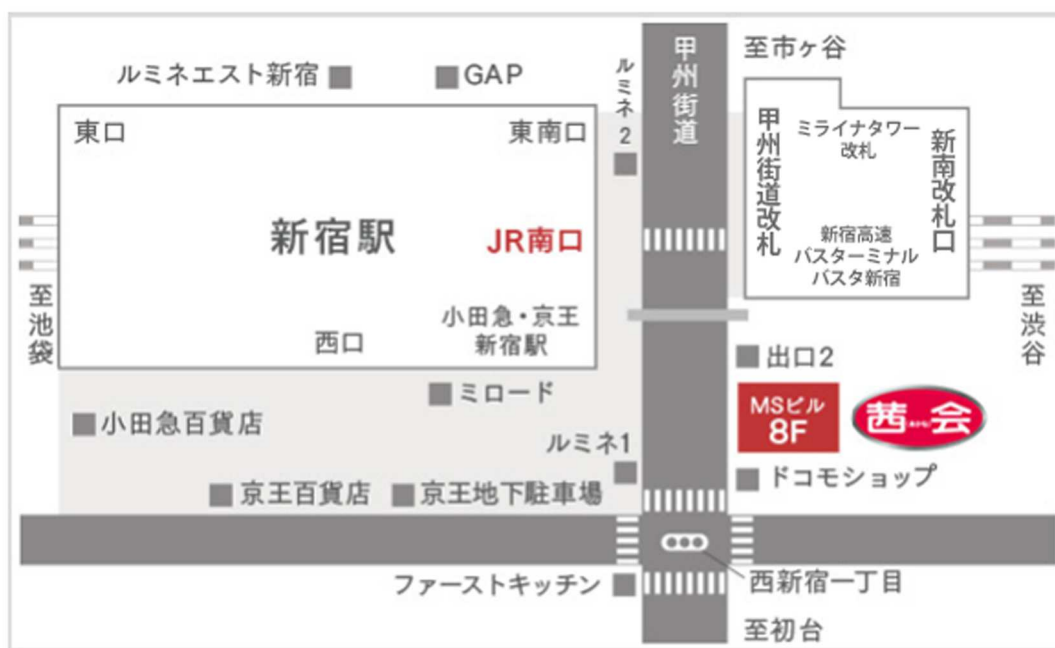 至市ヶ谷
甲州街道
ルミネ2
ルミネエスト新宿
GAP
東口
東南口
甲州街道改札
ミライナタワー
改札
新南改札口
新宿駅
JR南口
新宿高速
バスターミナル
バスタ新宿
至池袋
至渋谷
小田急・京王
新宿駅
西口
出口2
ミロード
MSビル
8F
茜会
小田急百貨店
ルミネ1
ドコモショップ
京王百貨店
京王地下駐車場
ファーストキッチン
西新宿一丁目
至初台